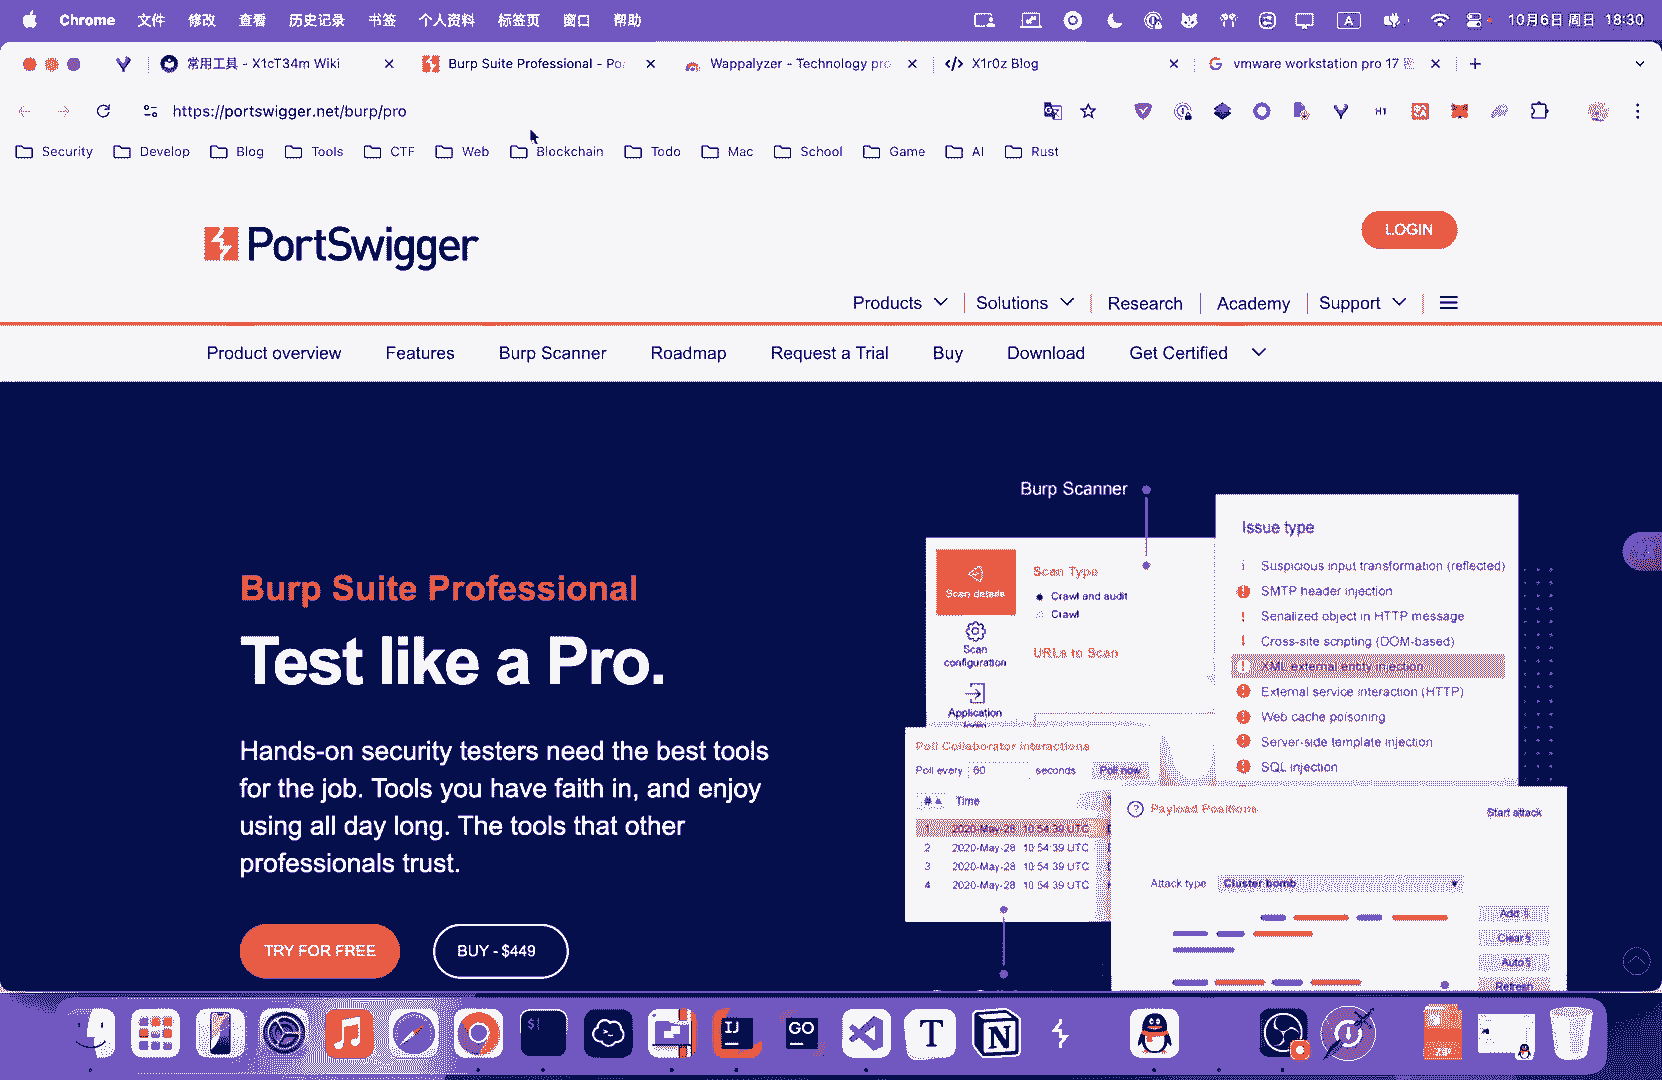 Chrome 文件 修改 查看 历史记录 书签 个人资料 标签页 窗口 帮助 A 10月6日 周日 18:30
常用工具 - X1cT34m Wiki Burp Suite Professional - Po Wappalyzer - Technology pro X1r0z Blog vmware workstation pro 17
https://portswigger.net/burp/pro H1
Security Develop Blog Tools CTF Web Blockchain Todo Mac School Game AI Rust
PortSwigger
LOGIN
Products Solutions Research Academy Support
Product overview Features Burp Scanner Roadmap Request a Trial Buy Download Get Certified
Burp Suite Professional
Test like a Pro.
Hands-on security testers need the best tools
for the job. Tools you have faith in, and enjoy
using all day long. The tools that other
professionals trust.
TRY FOR FREE BUY - $449
Burp Scanner
Scan details
Scan
configuration
Application
Scan Type
Crawl and audit
Crawl
URLs to Scan
Issue type
Suspicious input transformation (reflected)
SMTP header injection
Serialized object in HTTP message
Cross-site scripting (DOM-based)
XML external entity injection
External service interaction (HTTP)
Web cache poisoning
Server-side template injection
SQL injection
Poll Collaborator interactions
Poll every 60 seconds Poll now
# Time
1 2020-May-28 10:54:39 UTC
2 2020-May-28 10:54:39 UTC
3 2020-May-28 10:54:39 UTC
4 2020-May-28 10:54:39 UTC
Payload Positions
Start attack
Attack type Cluster bomb
Add §
Clear §
Auto §
Refresh
$ IJ GO T N